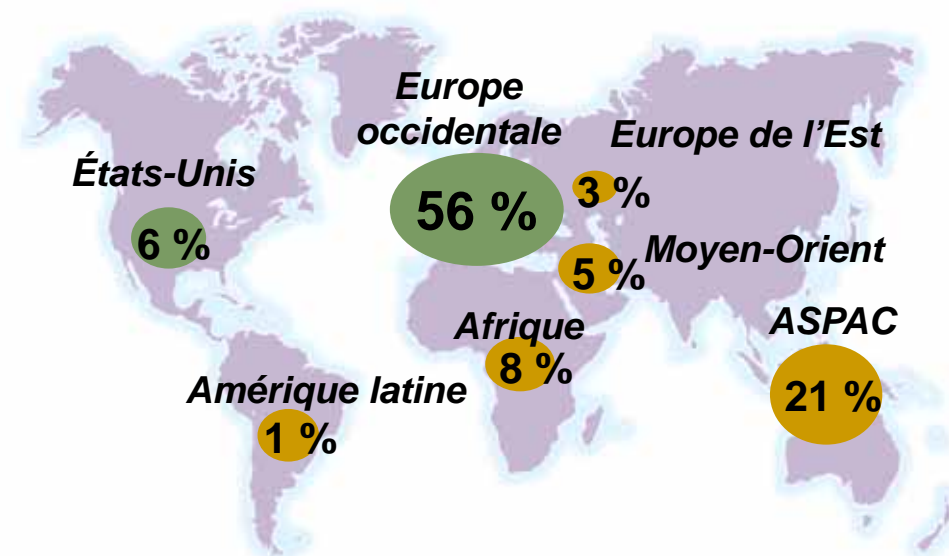 Europe
occidentale
56 %
Europe de l’Est
3 %
États-Unis
6 %
Moyen-Orient
5 %
Afrique
8 %
ASPAC
21 %
Amérique latine
1 %